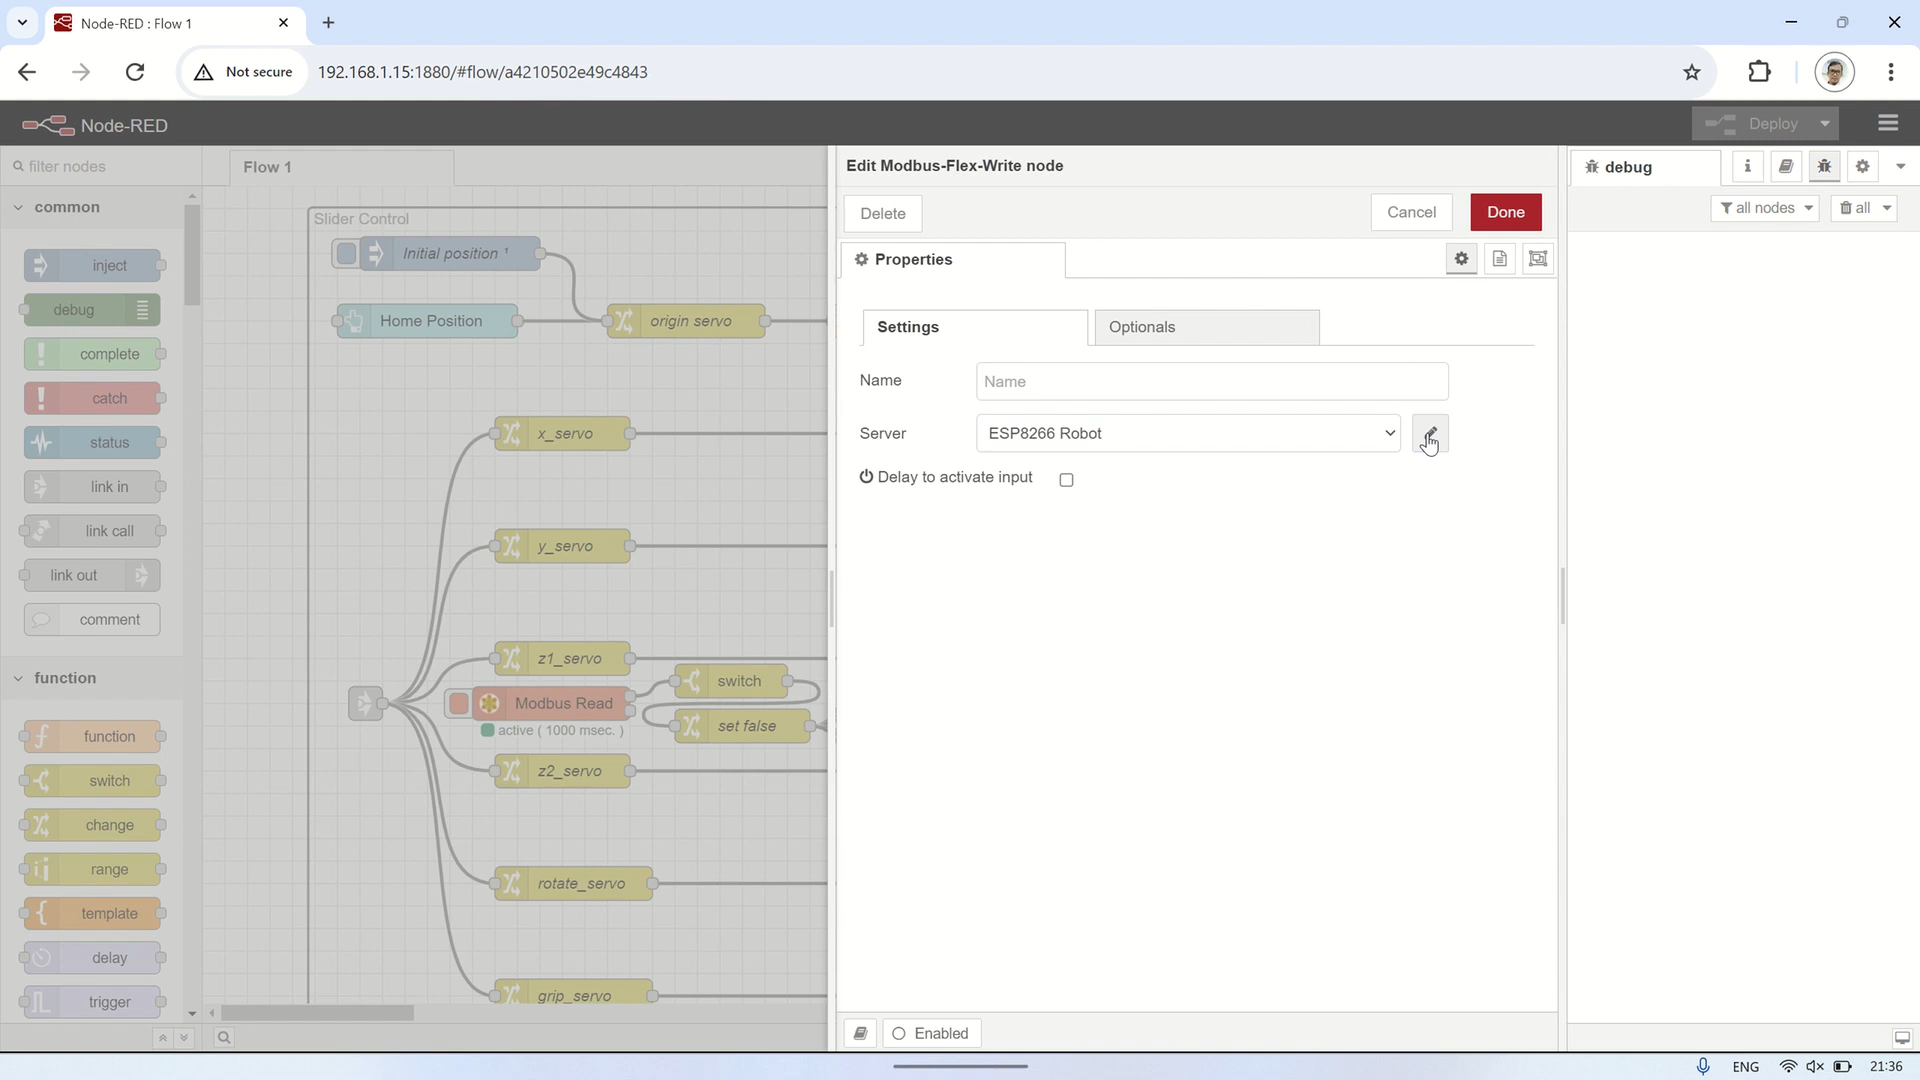 Node-RED : Flow 1
Not secure
192.168.1.15:1880/#flow/a4210502e49c4843
Node-RED
Deploy
filter nodes
common
inject
debug
complete
catch
status
link in
link call
link out
comment
function
function
switch
change
range
template
delay
trigger
Flow 1
Slider Control
Initial position ¹
Home Position
origin servo
x_servo
y_servo
z1_servo
Modbus Read
active ( 1000 msec. )
switch
set false
z2_servo
rotate_servo
grip_servo
Edit Modbus-Flex-Write node
Delete
Cancel
Done
Properties
Settings
Optionals
Name
Name
Server
ESP8266 Robot
Delay to activate input
Enabled
debug
i
all nodes
all
ENG
21:36